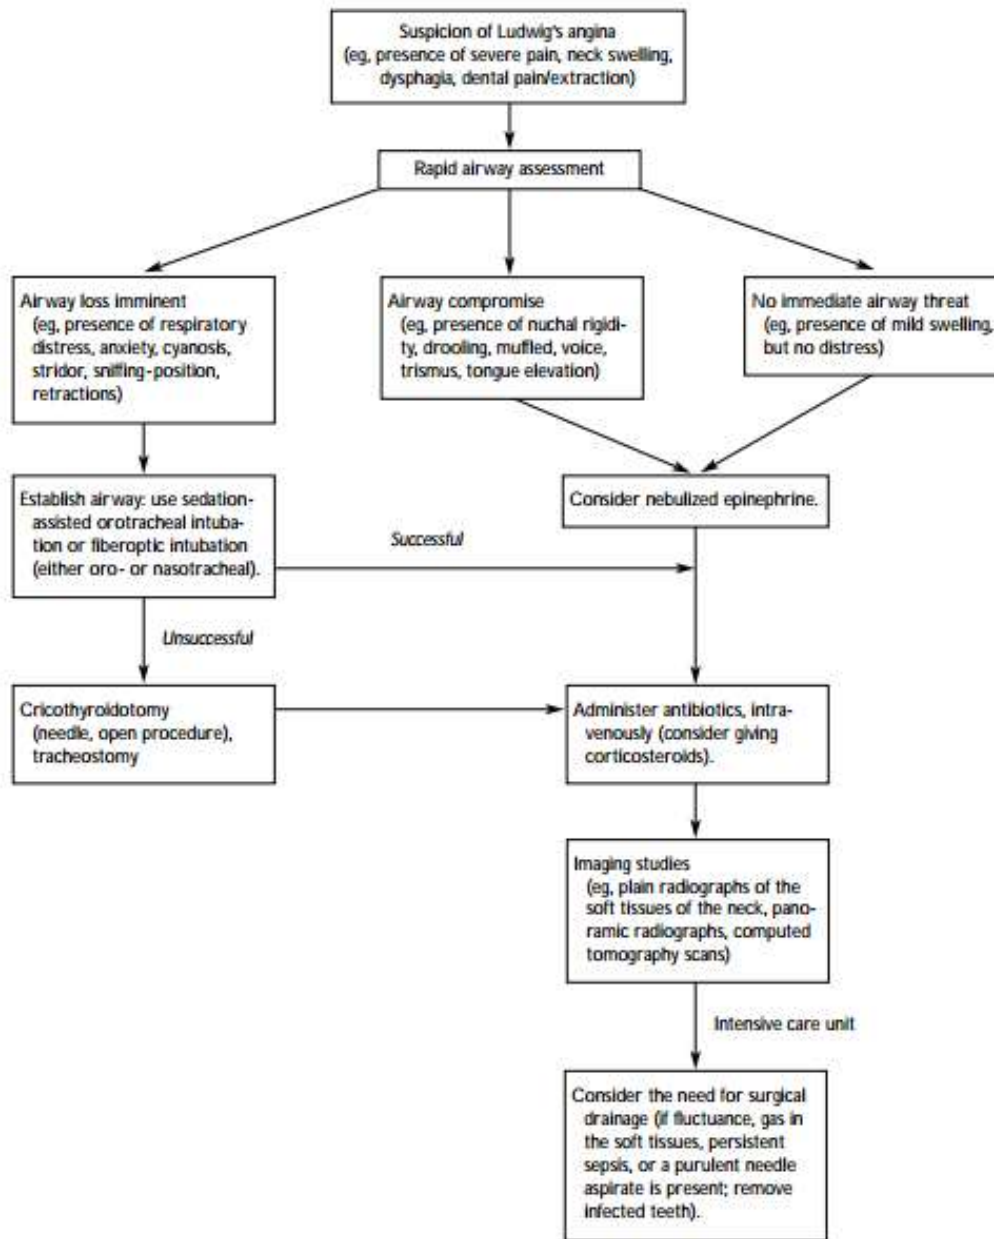 Suspicion of Ludwig's angina
(eg, presence of severe pain, neck swelling,
dysphagia, dental pain/extraction)
Rapid airway assessment
Airway loss imminent
(eg, presence of respiratory
distress, anxiety, cyanosis,
stridor, sniffing-position,
retractions)
Airway compromise
(eg, presence of nuchal rigidi-
ty, drooling, muffled, voice,
trismus, tongue elevation)
No immediate airway threat
(eg, presence of mild swelling,
but no distress)
Establish airway: use sedation-
assisted orotracheal intuba-
tion or fiberoptic intubation
(either oro- or nasotracheal).
Successful
Consider nebulized epinephrine.
Unsuccessful
Cricothyroidotomy
(needle, open procedure),
tracheostomy
Administer antibiotics, intra-
venously (consider giving
corticosteroids).
Imaging studies
(eg, plain radiographs of the
soft tissues of the neck, pano-
ramic radiographs, computed
tomography scans)
Intensive care unit
Consider the need for surgical
drainage (if fluctuance, gas in
the soft tissues, persistent
sepsis, or a purulent needle
aspirate is present; remove
infected teeth).